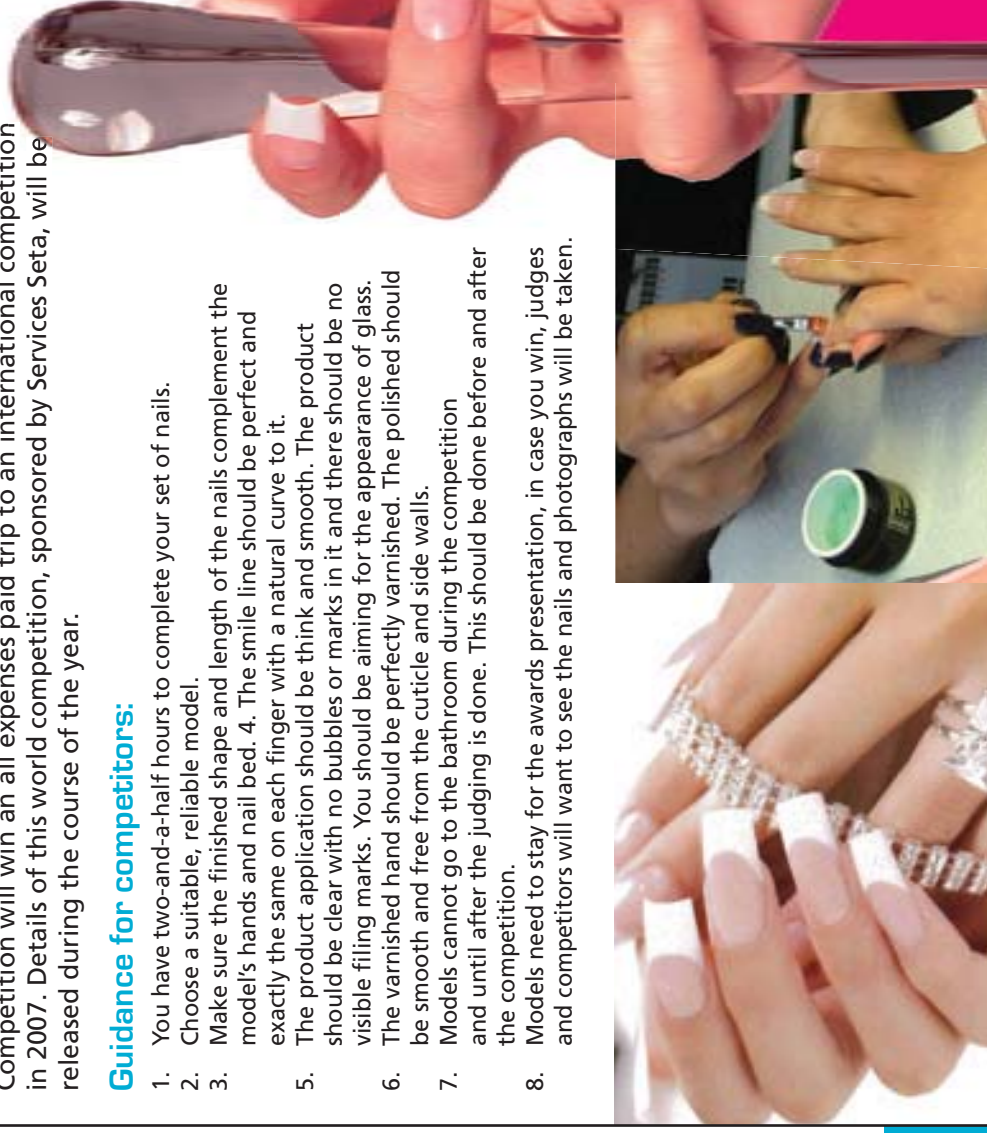 Competition will win an all expenses paid trip to an international competition
in 2007. Details of this world competition, sponsored by Services Seta, will be
released during the course of the year.
Guidance for competitors:
1. You have two-and-a-half hours to complete your set of nails.
2. Choose a suitable, reliable model.
3. Make sure the finished shape and length of the nails complement the
model's hands and nail bed. 4. The smile line should be perfect and
exactly the same on each finger with a natural curve to it.
5. The product application should be think and smooth. The product
should be clear with no bubbles or marks in it and there should be no
visible filing marks. You should be aiming for the appearance of glass.
6. The varnished hand should be perfectly varnished. The polished should
be smooth and free from the cuticle and side walls.
7. Models cannot go to the bathroom during the competition
and until after the judging is done. This should be done before and after
the competition.
8. Models need to stay for the awards presentation, in case you win, judges
and competitors will want to see the nails and photographs will be taken.